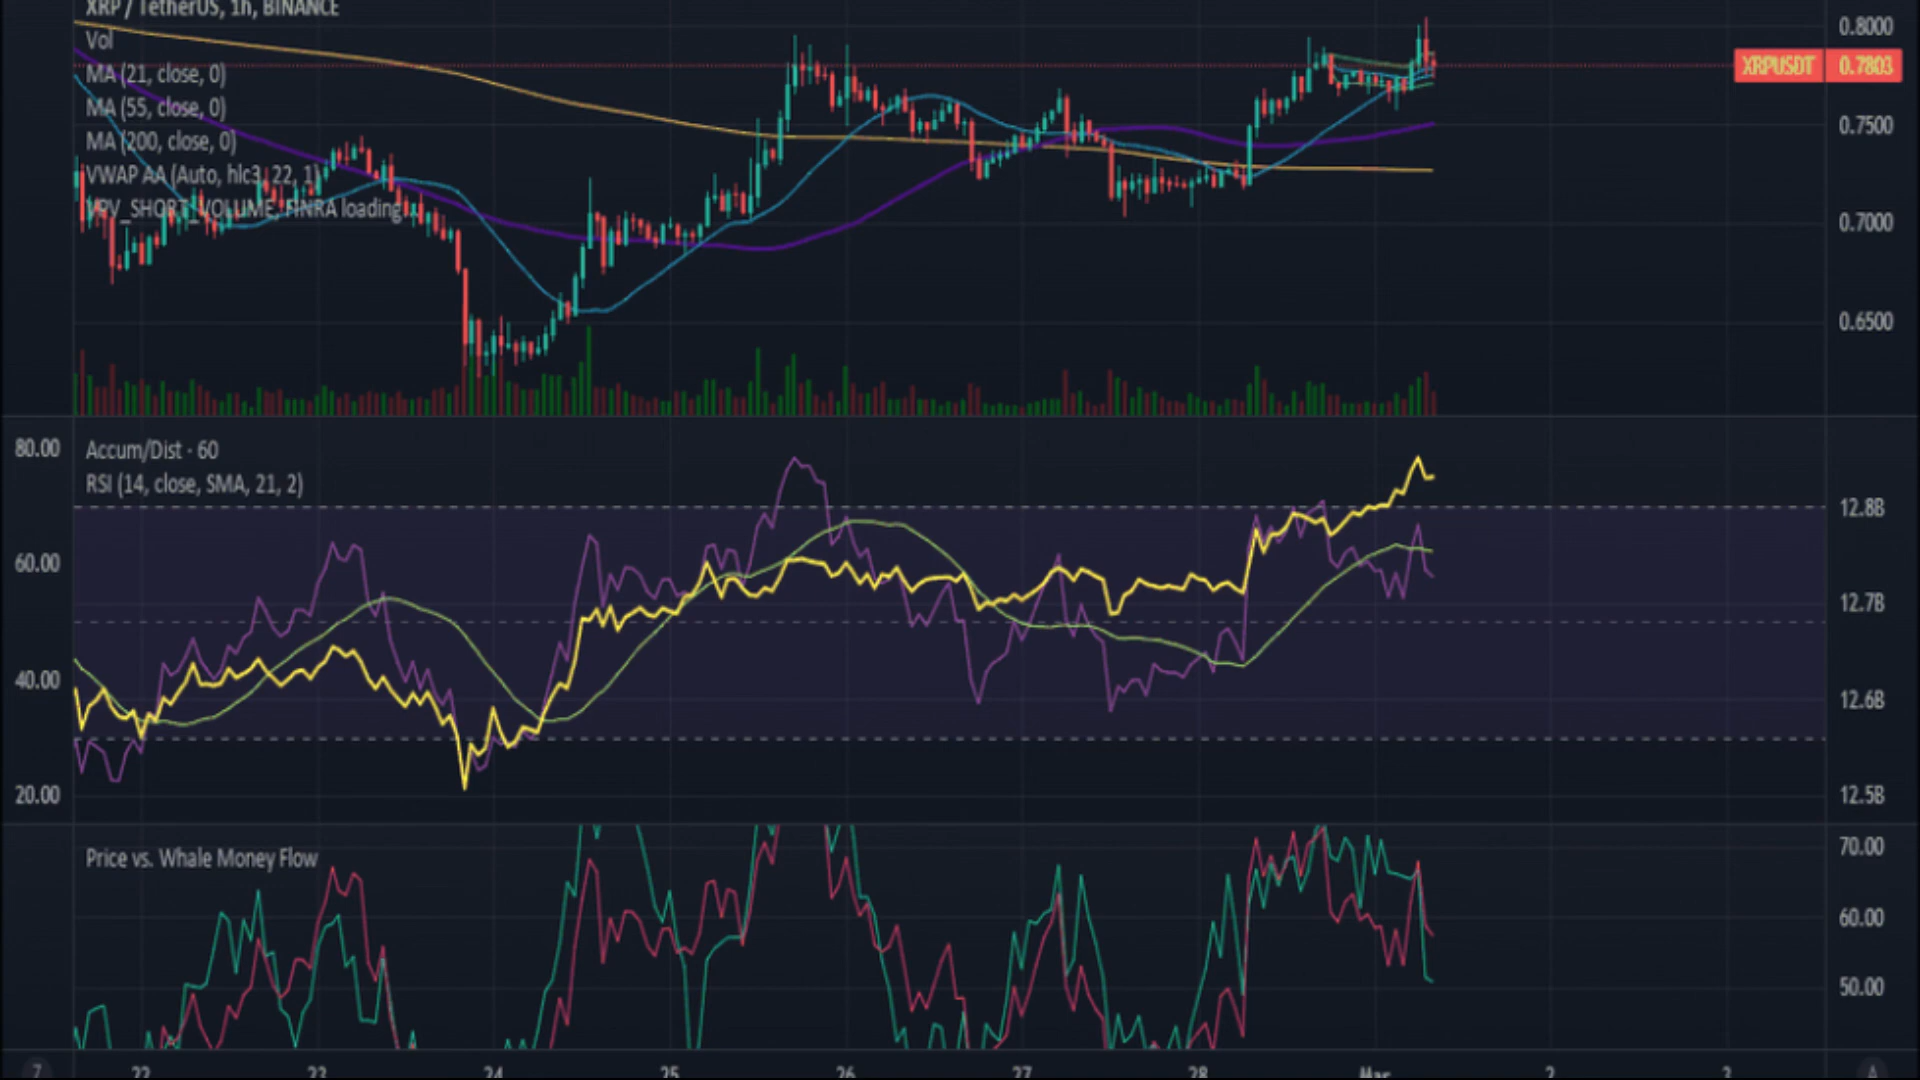 XRP / TetherUS, 1h, BINANCE
Vol
MA (21, close, 0)
MA (55, close, 0)
MA (200, close, 0)
VWAP AA (Auto, hlc3, 22, 1)
SHORT_VOLUME, FINRA loading...
0.8000
XRPUSDT 0.7803
0.7500
0.7000
0.6500
80.00
60.00
40.00
20.00
Accum/Dist · 60
RSI (14, close, SMA, 21, 2)
12.8B
12.7B
12.6B
12.5B
Price vs. Whale Money Flow
70.00
60.00
50.00
22 23 24 25 26 27 28 Mar 2 3
A